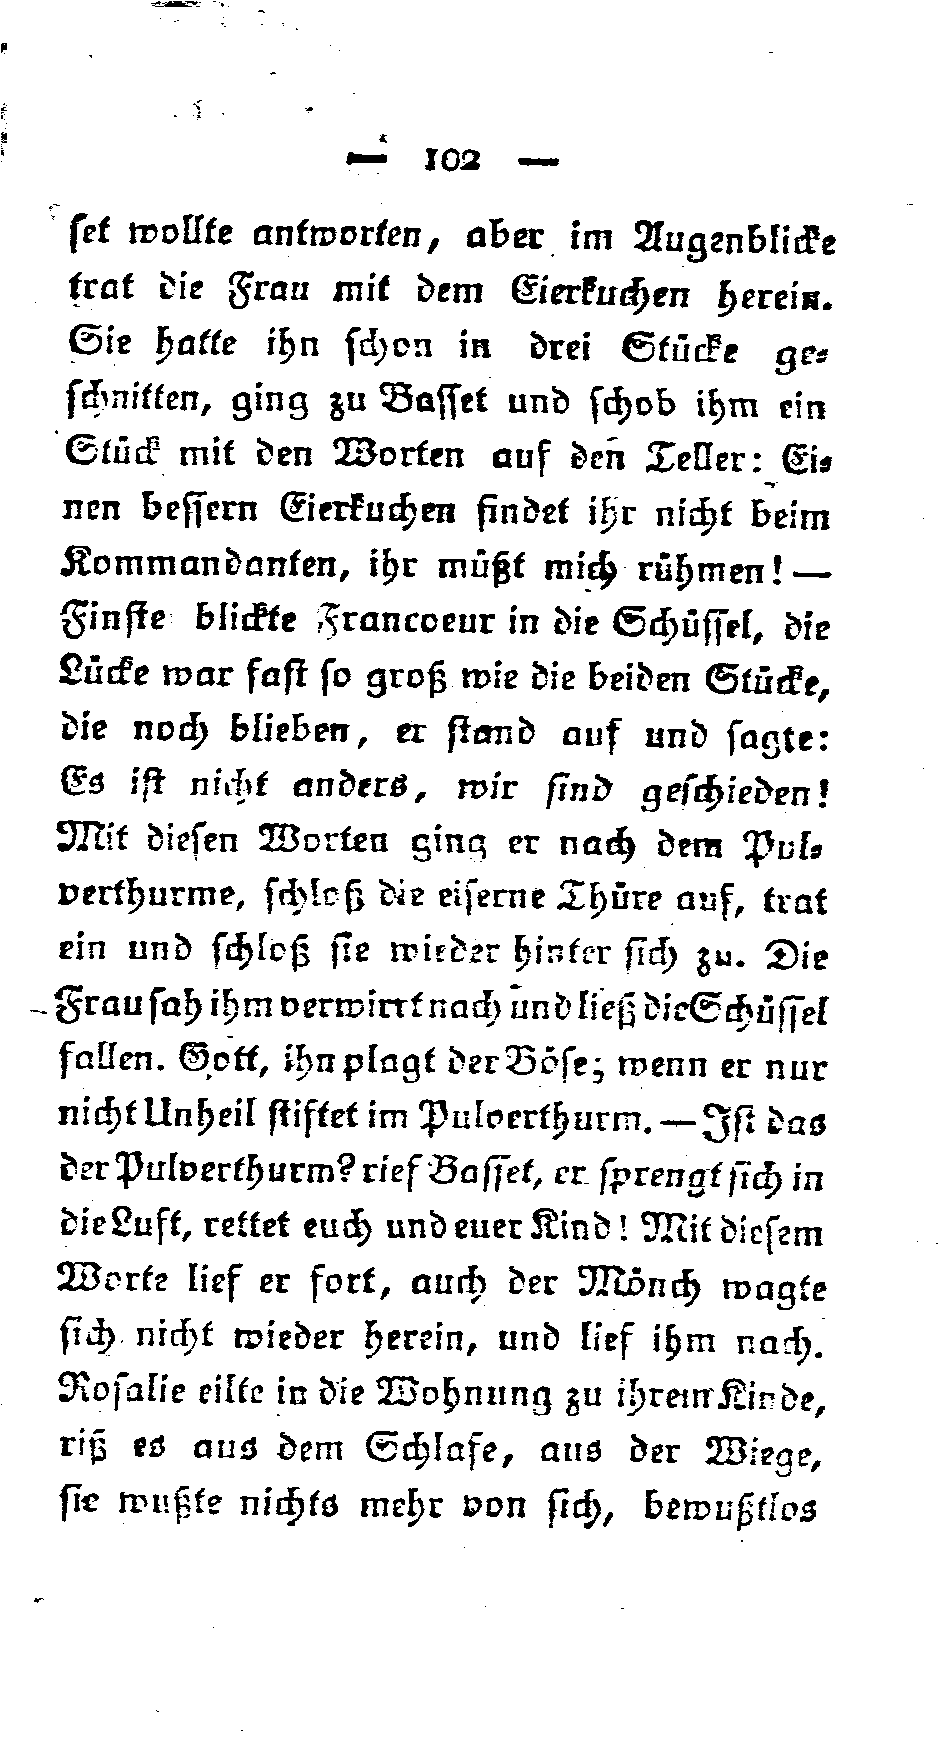 — 102 —
ſet wollte antworten, aber im Augenblicke
trat die Frau mit dem Eierkuchen herein.
Sie hatte ihn ſchon in drei Stücke ge⸗
ſchnitten, ging zu Baſſet und ſchob ihm ein
Stück mit den Worten auf den Teller: Ei⸗
nen beſſern Eierkuchen findet ihr nicht beim
Kommandanten, ihr müßt mich rühmen! —
Finſte blickte Francoeur in die Schüſſel, die
Lücke war faſt ſo groß wie die beiden Stücke,
die noch blieben, er ſtand auf und ſagte:
Es iſt nicht anders, wir ſind geſchieden!
Mit dieſen Worten ging er nach dem Pul⸗
verthurme, ſchloß die eiſerne Thüre auf, trat
ein und ſchloß ſie wieder hinter ſich zu. Die
Frau ſah ihm verwirrt nach und ließ die Schüſſel
fallen. Gott, ihn plagt der Böſe; wenn er nur
nicht Unheil ſtiftet im Pulverthurm. — Iſt das
der Pulverthurm? rief Baſſet, er ſprengt ſich in
die Luft, rettet euch und euer Kind! Mit dieſem
Worte lief er fort, auch der Mönch wagte
ſich nicht wieder herein, und lief ihm nach.
Roſalie eilte in die Wohnung zu ihrem Kinde,
riß es aus dem Schlafe, aus der Wiege,
ſie wußte nichts mehr von ſich, bewußtlos